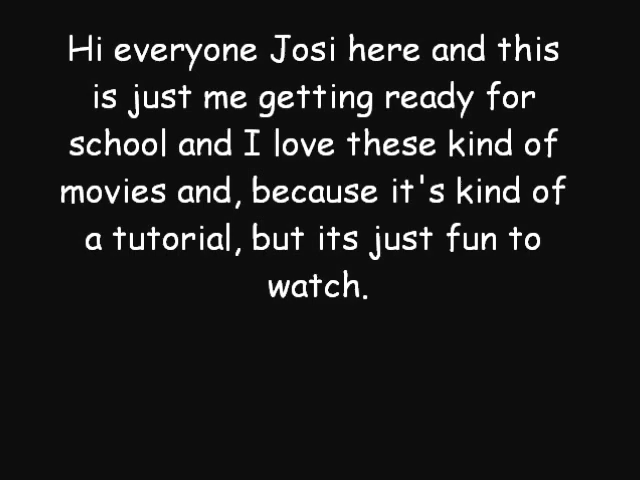 Hi everyone Josi here and this
is just me getting ready for
school and I love these kind of
movies and, because it's kind of
a tutorial, but its just fun to
watch.